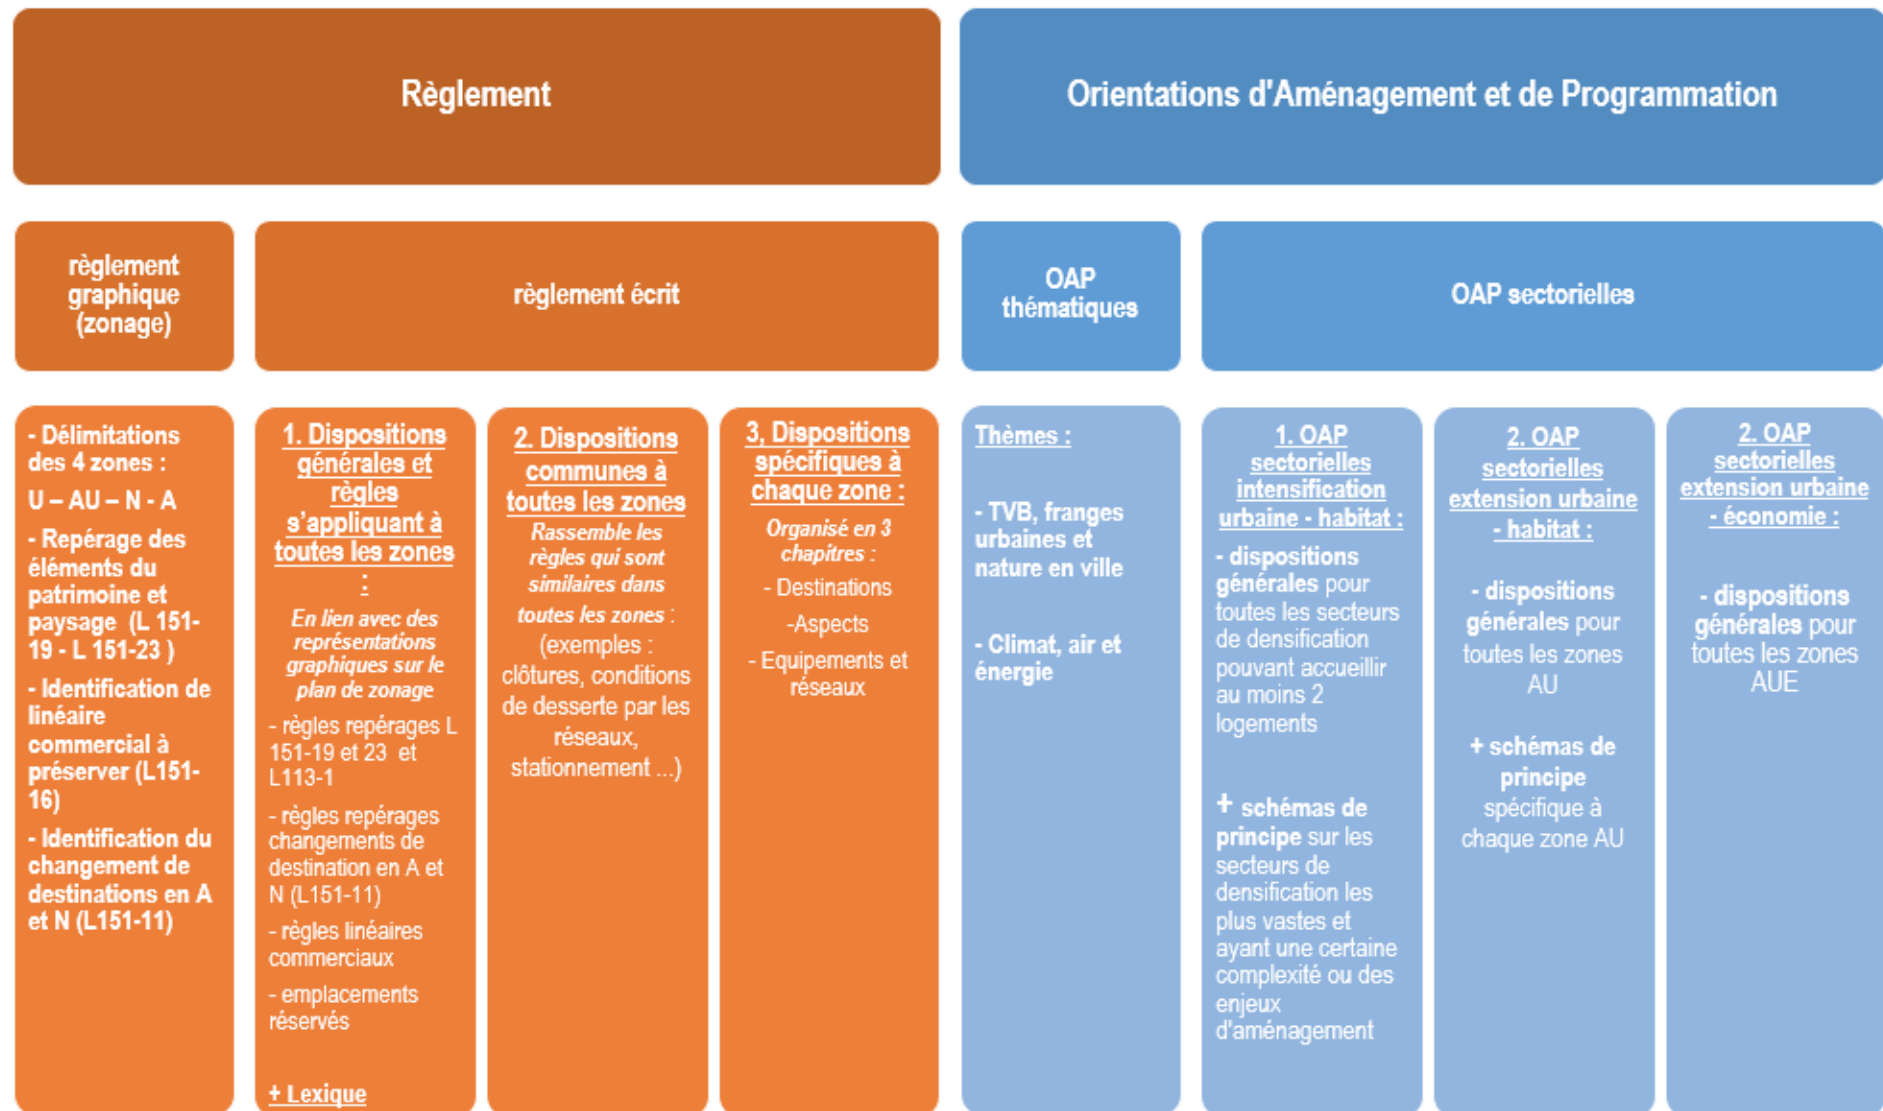 Règlement
Orientations d'Aménagement et de Programmation
règlement
graphique
(zonage)
règlement écrit
OAP
thématiques
OAP sectorielles
- Délimitations
des 4 zones :
U – AU – N - A
- Repérage des
éléments du
patrimoine et
paysage (L 151-
19 - L 151-23 )
- Identification de
linéaire
commercial à
préserver (L151-
16)
- Identification du
changement de
destinations en A
et N (L151-11)
1. Dispositions
générales et
règles
s'appliquant à
toutes les zones
:
En lien avec des
représentations
graphiques sur le
plan de zonage
- règles repérages L
151-19 et 23 et
L113-1
- règles repérages
changements de
destination en A et
N (L151-11)
- règles linéaires
commerciaux
- emplacements
réservés
+ Lexique
2. Dispositions
communes à
toutes les zones
Rassemble les
règles qui sont
similaires dans
toutes les zones :
(exemples :
clôtures, conditions
de desserte par les
réseaux,
stationnement ...)
3, Dispositions
spécifiques à
chaque zone :
Organisé en 3
chapitres :
- Destinations
-Aspects
- Equipements et
réseaux
Thèmes :
- TVB, franges
urbaines et
nature en ville
- Climat, air et
énergie
1. OAP
sectorielles
intensification
urbaine - habitat :
- dispositions
générales pour
toutes les secteurs
de densification
pouvant accueillir
au moins 2
logements
+ schémas de
principe sur les
secteurs de
densification les
plus vastes et
ayant une certaine
complexité ou des
enjeux
d'aménagement
2. OAP
sectorielles
extension urbaine
- habitat :
- dispositions
générales pour
toutes les zones
AU
+ schémas de
principe
spécifique à
chaque zone AU
2. OAP
sectorielles
extension urbaine
- économie :
- dispositions
générales pour
toutes les zones
AUE